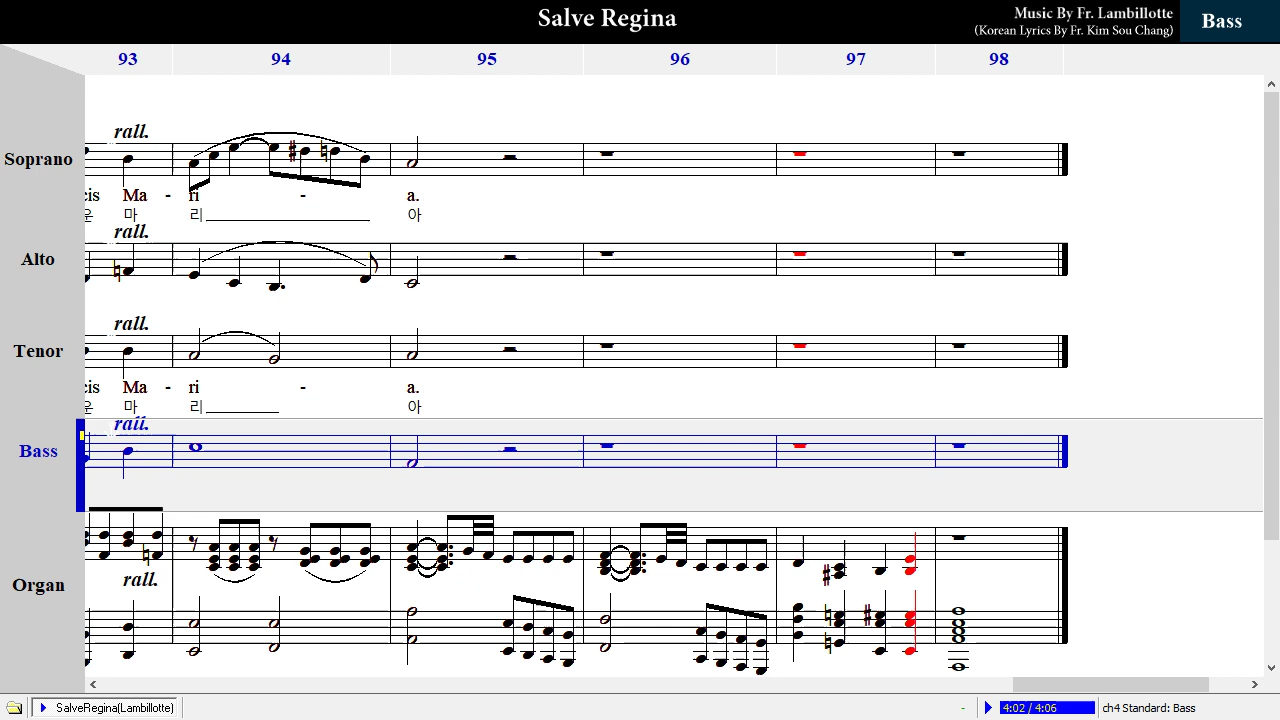 Salve Regina
Music By Fr. Lambillotte
(Korean Lyrics By Fr. Kim Sou Chang)
Bass
93 94 95 96 97 98
rall.
Soprano
cis Ma - ri - a.
운 마 리 아
rall.
Alto
rall.
Tenor
cis Ma - ri - a.
운 마 리 아
rall.
Bass
Organ
rall.
SalveRegina(Lambillotte)
- 4:02 / 4:06 ch4 Standard: Bass